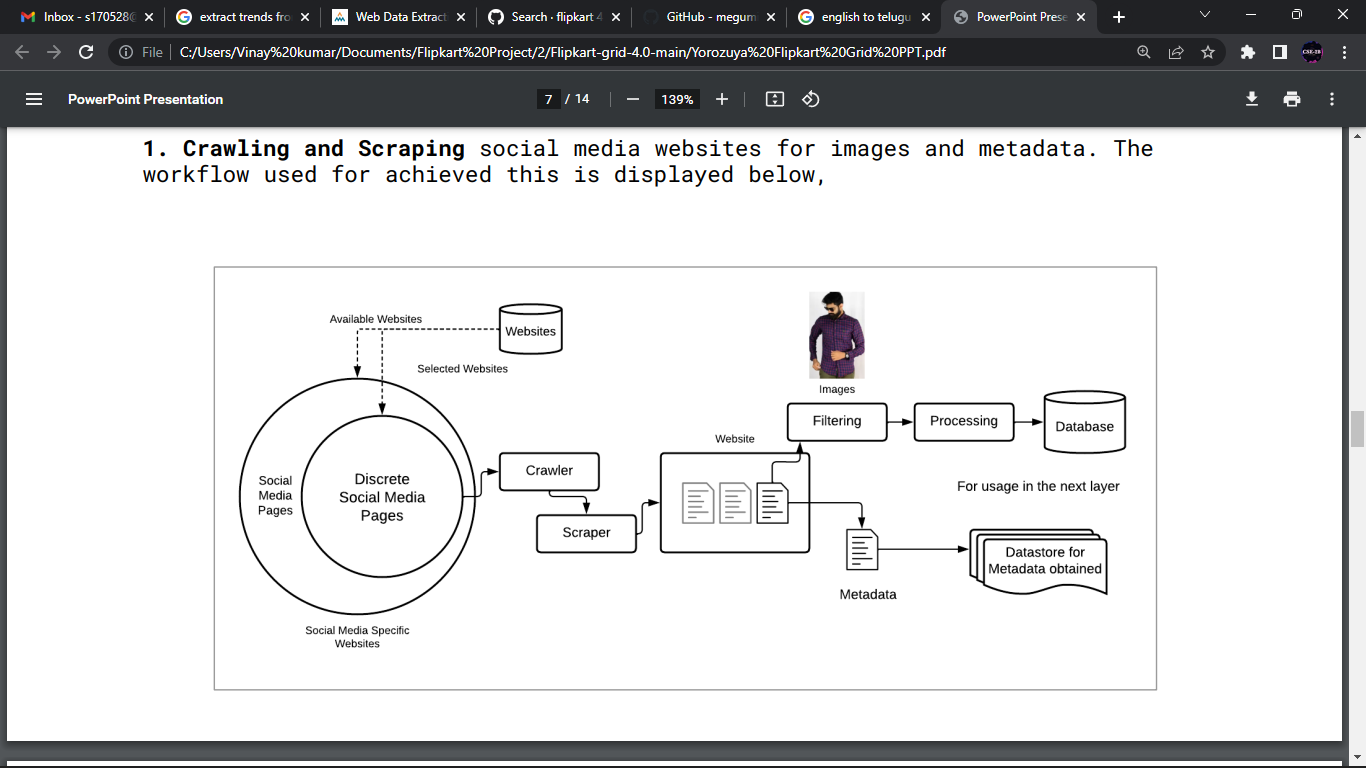 Inbox - s170528@
extract trends fro
Web Data Extract
Search · flipkart 4
GitHub - megum
english to telugu
PowerPoint Prese
File
C:/Users/Vinay%20kumar/Documents/Flipkart%20Project/2/Flipkart-grid-4.0-main/Yorozuya%20Flipkart%20Grid%20PPT.pdf
CSE-2B
PowerPoint Presentation
7 / 14
139%
1. Crawling and Scraping social media websites for images and metadata. The
workflow used for achieved this is displayed below,
Available Websites
Websites
Selected Websites
Images
Filtering
Processing
Database
Website
Social
Media
Pages
Discrete
Social Media
Pages
Crawler
Scraper
For usage in the next layer
Datastore for
Metadata obtained
Metadata
Social Media Specific
Websites